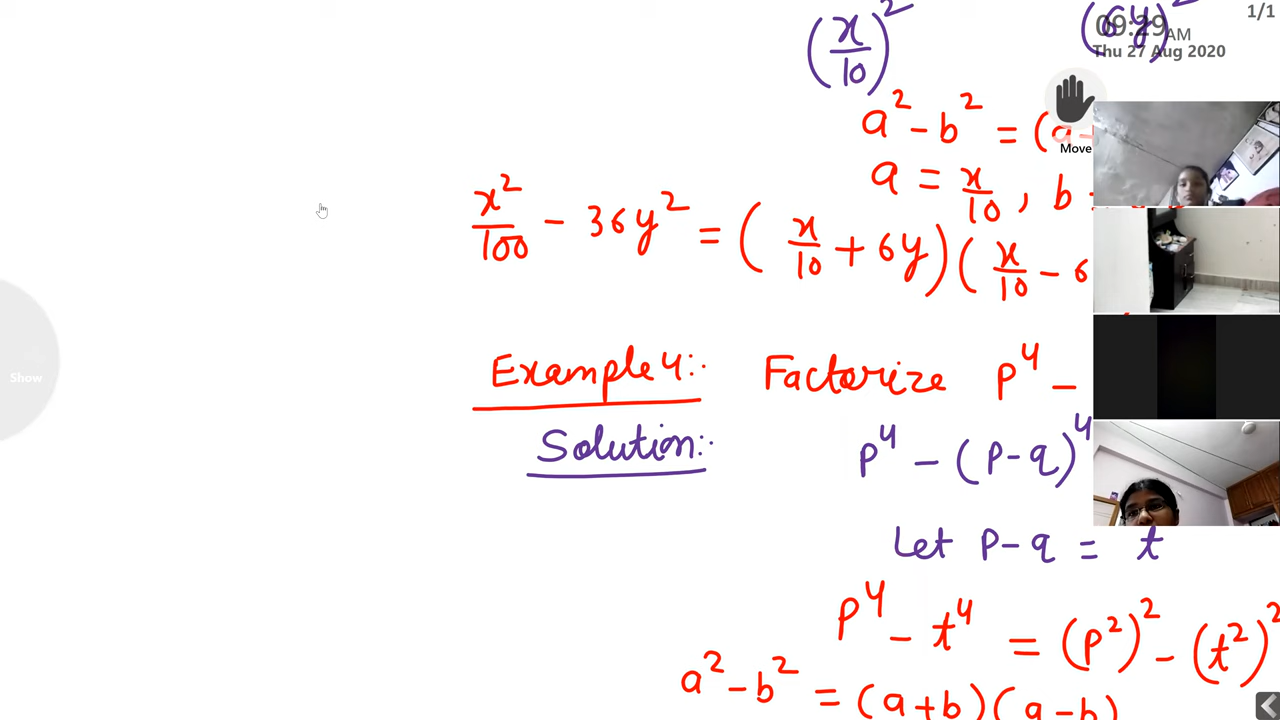 1/1
(x/10)² (6y)²
09:29 AM
Thu 27 Aug 2020
a² - b² = (a
Move
a = x/10, b
x²/100 - 36y² = (x/10 + 6y)(x/10 - 6
Show
Example 4:. Factorize p⁴ -
Solution:. p⁴ - (p-q)⁴
Let p-q = t
p⁴ - t⁴ = (p²)² - (t²)²
a² - b² = (a+b)(a-b)